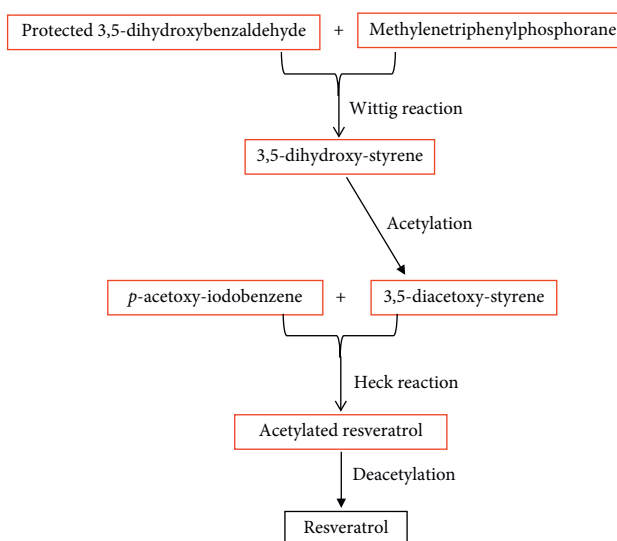 Protected 3,5-dihydroxybenzaldehyde + Methylenetriphenylphosphorane
Wittig reaction
3,5-dihydroxy-styrene
Acetylation
p-acetoxy-iodobenzene + 3,5-diacetoxy-styrene
Heck reaction
Acetylated resveratrol
Deacetylation
Resveratrol